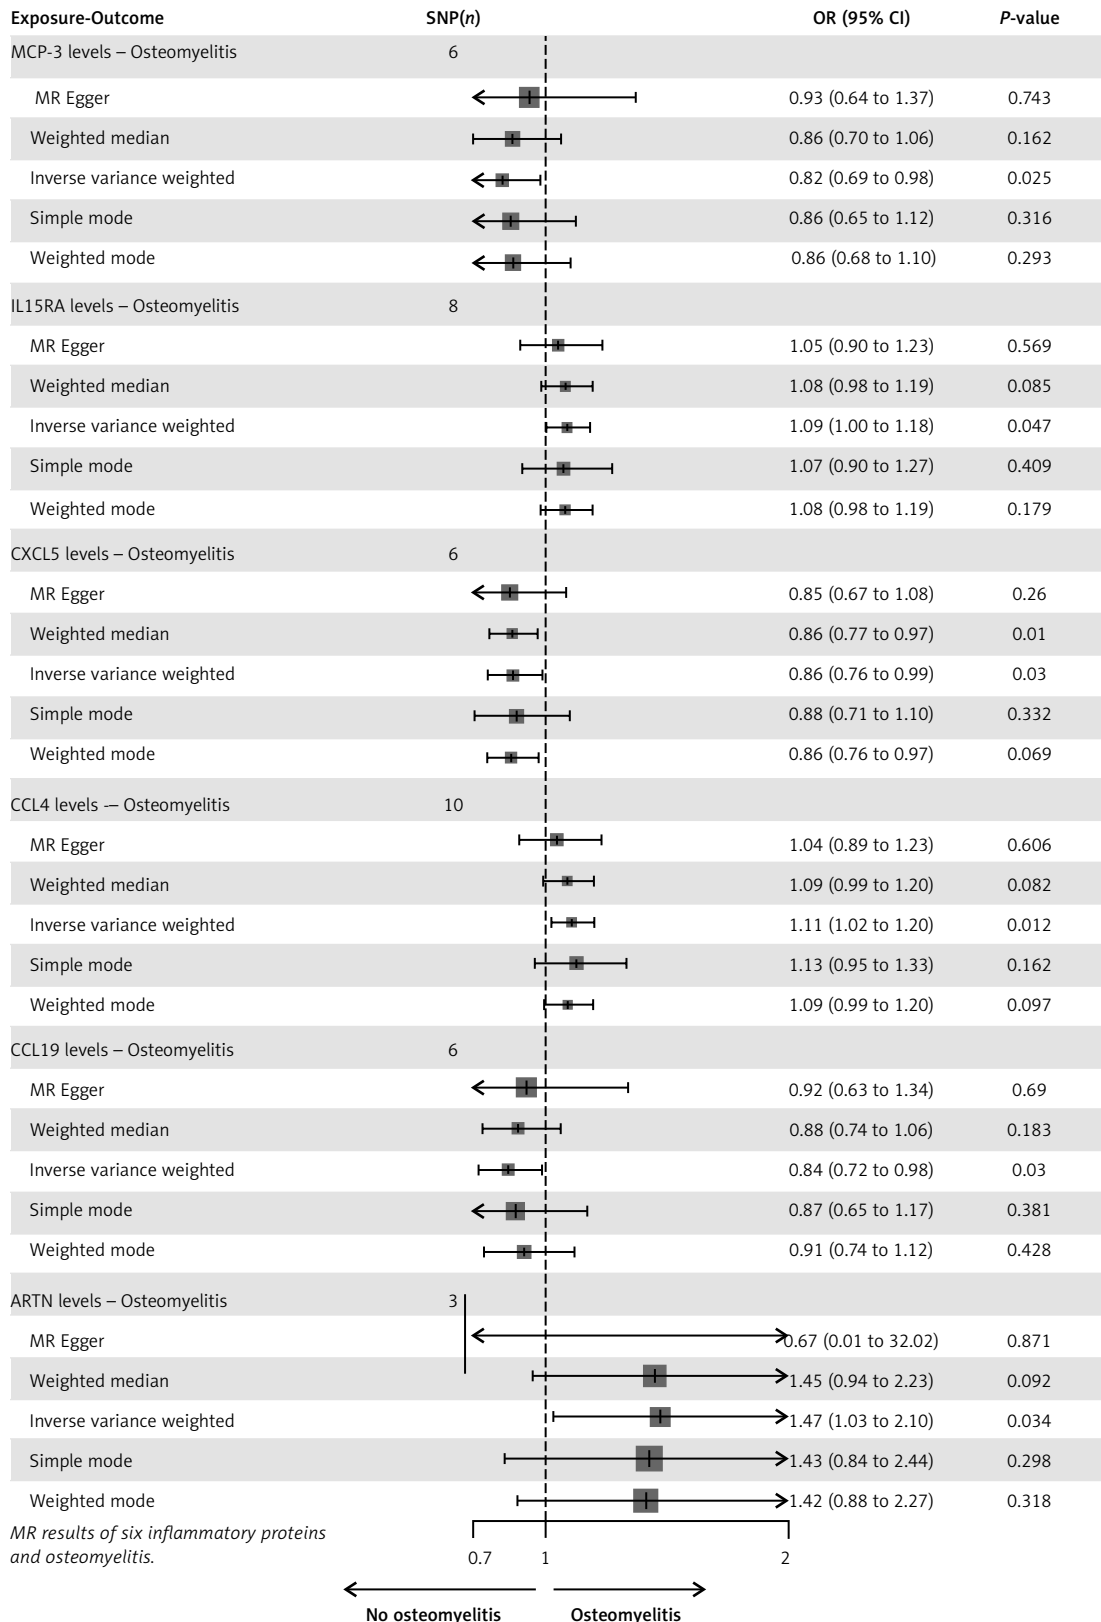 Exposure-Outcome SNP(n) OR (95% CI) P-value
MCP-3 levels – Osteomyelitis 6
MR Egger 0.93 (0.64 to 1.37) 0.743
Weighted median 0.86 (0.70 to 1.06) 0.162
Inverse variance weighted 0.82 (0.69 to 0.98) 0.025
Simple mode 0.86 (0.65 to 1.12) 0.316
Weighted mode 0.86 (0.68 to 1.10) 0.293
IL15RA levels – Osteomyelitis 8
MR Egger 1.05 (0.90 to 1.23) 0.569
Weighted median 1.08 (0.98 to 1.19) 0.085
Inverse variance weighted 1.09 (1.00 to 1.18) 0.047
Simple mode 1.07 (0.90 to 1.27) 0.409
Weighted mode 1.08 (0.98 to 1.19) 0.179
CXCL5 levels – Osteomyelitis 6
MR Egger 0.85 (0.67 to 1.08) 0.26
Weighted median 0.86 (0.77 to 0.97) 0.01
Inverse variance weighted 0.86 (0.76 to 0.99) 0.03
Simple mode 0.88 (0.71 to 1.10) 0.332
Weighted mode 0.86 (0.76 to 0.97) 0.069
CCL4 levels -– Osteomyelitis 10
MR Egger 1.04 (0.89 to 1.23) 0.606
Weighted median 1.09 (0.99 to 1.20) 0.082
Inverse variance weighted 1.11 (1.02 to 1.20) 0.012
Simple mode 1.13 (0.95 to 1.33) 0.162
Weighted mode 1.09 (0.99 to 1.20) 0.097
CCL19 levels – Osteomyelitis 6
MR Egger 0.92 (0.63 to 1.34) 0.69
Weighted median 0.88 (0.74 to 1.06) 0.183
Inverse variance weighted 0.84 (0.72 to 0.98) 0.03
Simple mode 0.87 (0.65 to 1.17) 0.381
Weighted mode 0.91 (0.74 to 1.12) 0.428
ARTN levels – Osteomyelitis 3
MR Egger 0.67 (0.01 to 32.02) 0.871
Weighted median 1.45 (0.94 to 2.23) 0.092
Inverse variance weighted 1.47 (1.03 to 2.10) 0.034
Simple mode 1.43 (0.84 to 2.44) 0.298
Weighted mode 1.42 (0.88 to 2.27) 0.318
MR results of six inflammatory proteins
and osteomyelitis.
0.7 1 2
No osteomyelitis Osteomyelitis